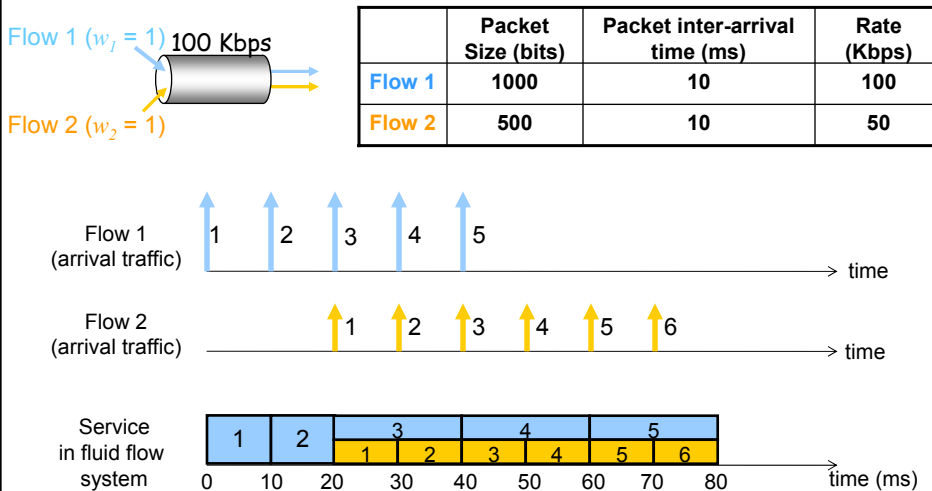 Flow 1 (w₁ = 1) 100 Kbps
Flow 2 (w₂ = 1)
Packet Size (bits) Packet inter-arrival time (ms) Rate (Kbps)
Flow 1 1000 10 100
Flow 2 500 10 50
Flow 1 (arrival traffic)
1 2 3 4 5
time
Flow 2 (arrival traffic)
1 2 3 4 5 6
time
Service in fluid flow system
1 2 3 4 5
1 2 3 4 5 6
0 10 20 30 40 50 60 70 80 time (ms)